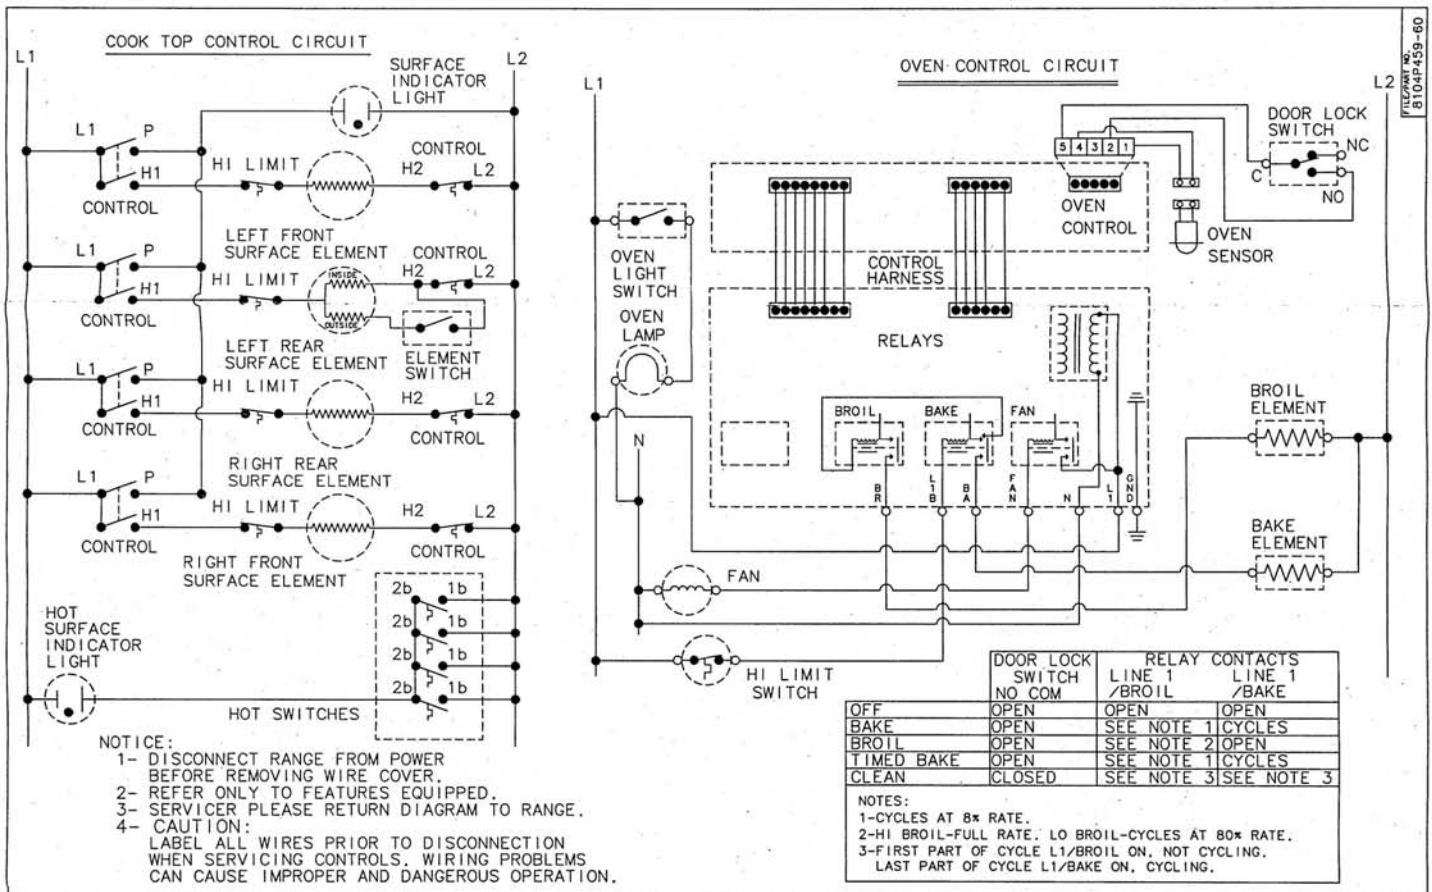 COOK TOP CONTROL CIRCUIT
L1
L2
SURFACE
INDICATOR
LIGHT
L1
P
H1
CONTROL
HI LIMIT
CONTROL
H2
L2
LEFT FRONT
SURFACE ELEMENT
L1
P
H1
CONTROL
HI LIMIT
INSIDE
OUTSIDE
CONTROL
H2
L2
LEFT REAR
SURFACE ELEMENT
ELEMENT
SWITCH
L1
P
H1
CONTROL
HI LIMIT
H2
L2
CONTROL
RIGHT REAR
SURFACE ELEMENT
L1
P
H1
CONTROL
HI LIMIT
H2
L2
CONTROL
RIGHT FRONT
SURFACE ELEMENT
2b
1b
2b
1b
2b
1b
2b
1b
HOT
SURFACE
INDICATOR
LIGHT
HOT SWITCHES
NOTICE:
1- DISCONNECT RANGE FROM POWER
BEFORE REMOVING WIRE COVER.
2- REFER ONLY TO FEATURES EQUIPPED.
3- SERVICER PLEASE RETURN DIAGRAM TO RANGE.
4- CAUTION:
LABEL ALL WIRES PRIOR TO DISCONNECTION
WHEN SERVICING CONTROLS. WIRING PROBLEMS
CAN CAUSE IMPROPER AND DANGEROUS OPERATION.
OVEN CONTROL CIRCUIT
FILE/PART NO.
8104P459-60
L1
L2
5 4 3 2 1
DOOR LOCK
SWITCH
NC
C
NO
OVEN
CONTROL
OVEN
SENSOR
OVEN
LIGHT
SWITCH
CONTROL
HARNESS
OVEN
LAMP
RELAYS
N
BROIL
BAKE
FAN
BR
L1B
BA
FAN
N
L1
GND
BROIL
ELEMENT
BAKE
ELEMENT
FAN
HI LIMIT
SWITCH
DOOR LOCK RELAY CONTACTS
SWITCH LINE 1 LINE 1
NO COM /BROIL /BAKE
OFF OPEN OPEN OPEN
BAKE OPEN SEE NOTE 1 CYCLES
BROIL OPEN SEE NOTE 2 OPEN
TIMED BAKE OPEN SEE NOTE 1 CYCLES
CLEAN CLOSED SEE NOTE 3 SEE NOTE 3
NOTES:
1-CYCLES AT 8% RATE.
2-HI BROIL-FULL RATE. LO BROIL-CYCLES AT 80% RATE.
3-FIRST PART OF CYCLE L1/BROIL ON, NOT CYCLING.
LAST PART OF CYCLE L1/BAKE ON, CYCLING.